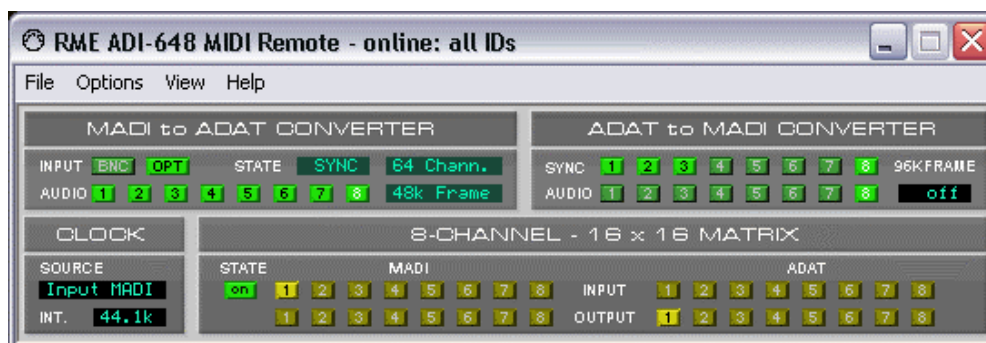 RME ADI-648 MIDI Remote - online: all IDs
File Options View Help
MADI to ADAT CONVERTER
INPUT BNC OPT STATE SYNC 64 Chann.
AUDIO 1 2 3 4 5 6 7 8 48k Frame
ADAT to MADI CONVERTER
SYNC 1 2 3 4 5 6 7 8 96KFRAME
AUDIO 1 2 3 4 5 6 7 8 off
CLOCK
SOURCE
Input MADI
INT. 44.1k
8-CHANNEL - 16 x 16 MATRIX
STATE MADI ADAT
on 1 2 3 4 5 6 7 8 INPUT 1 2 3 4 5 6 7 8
1 2 3 4 5 6 7 8 OUTPUT 1 2 3 4 5 6 7 8